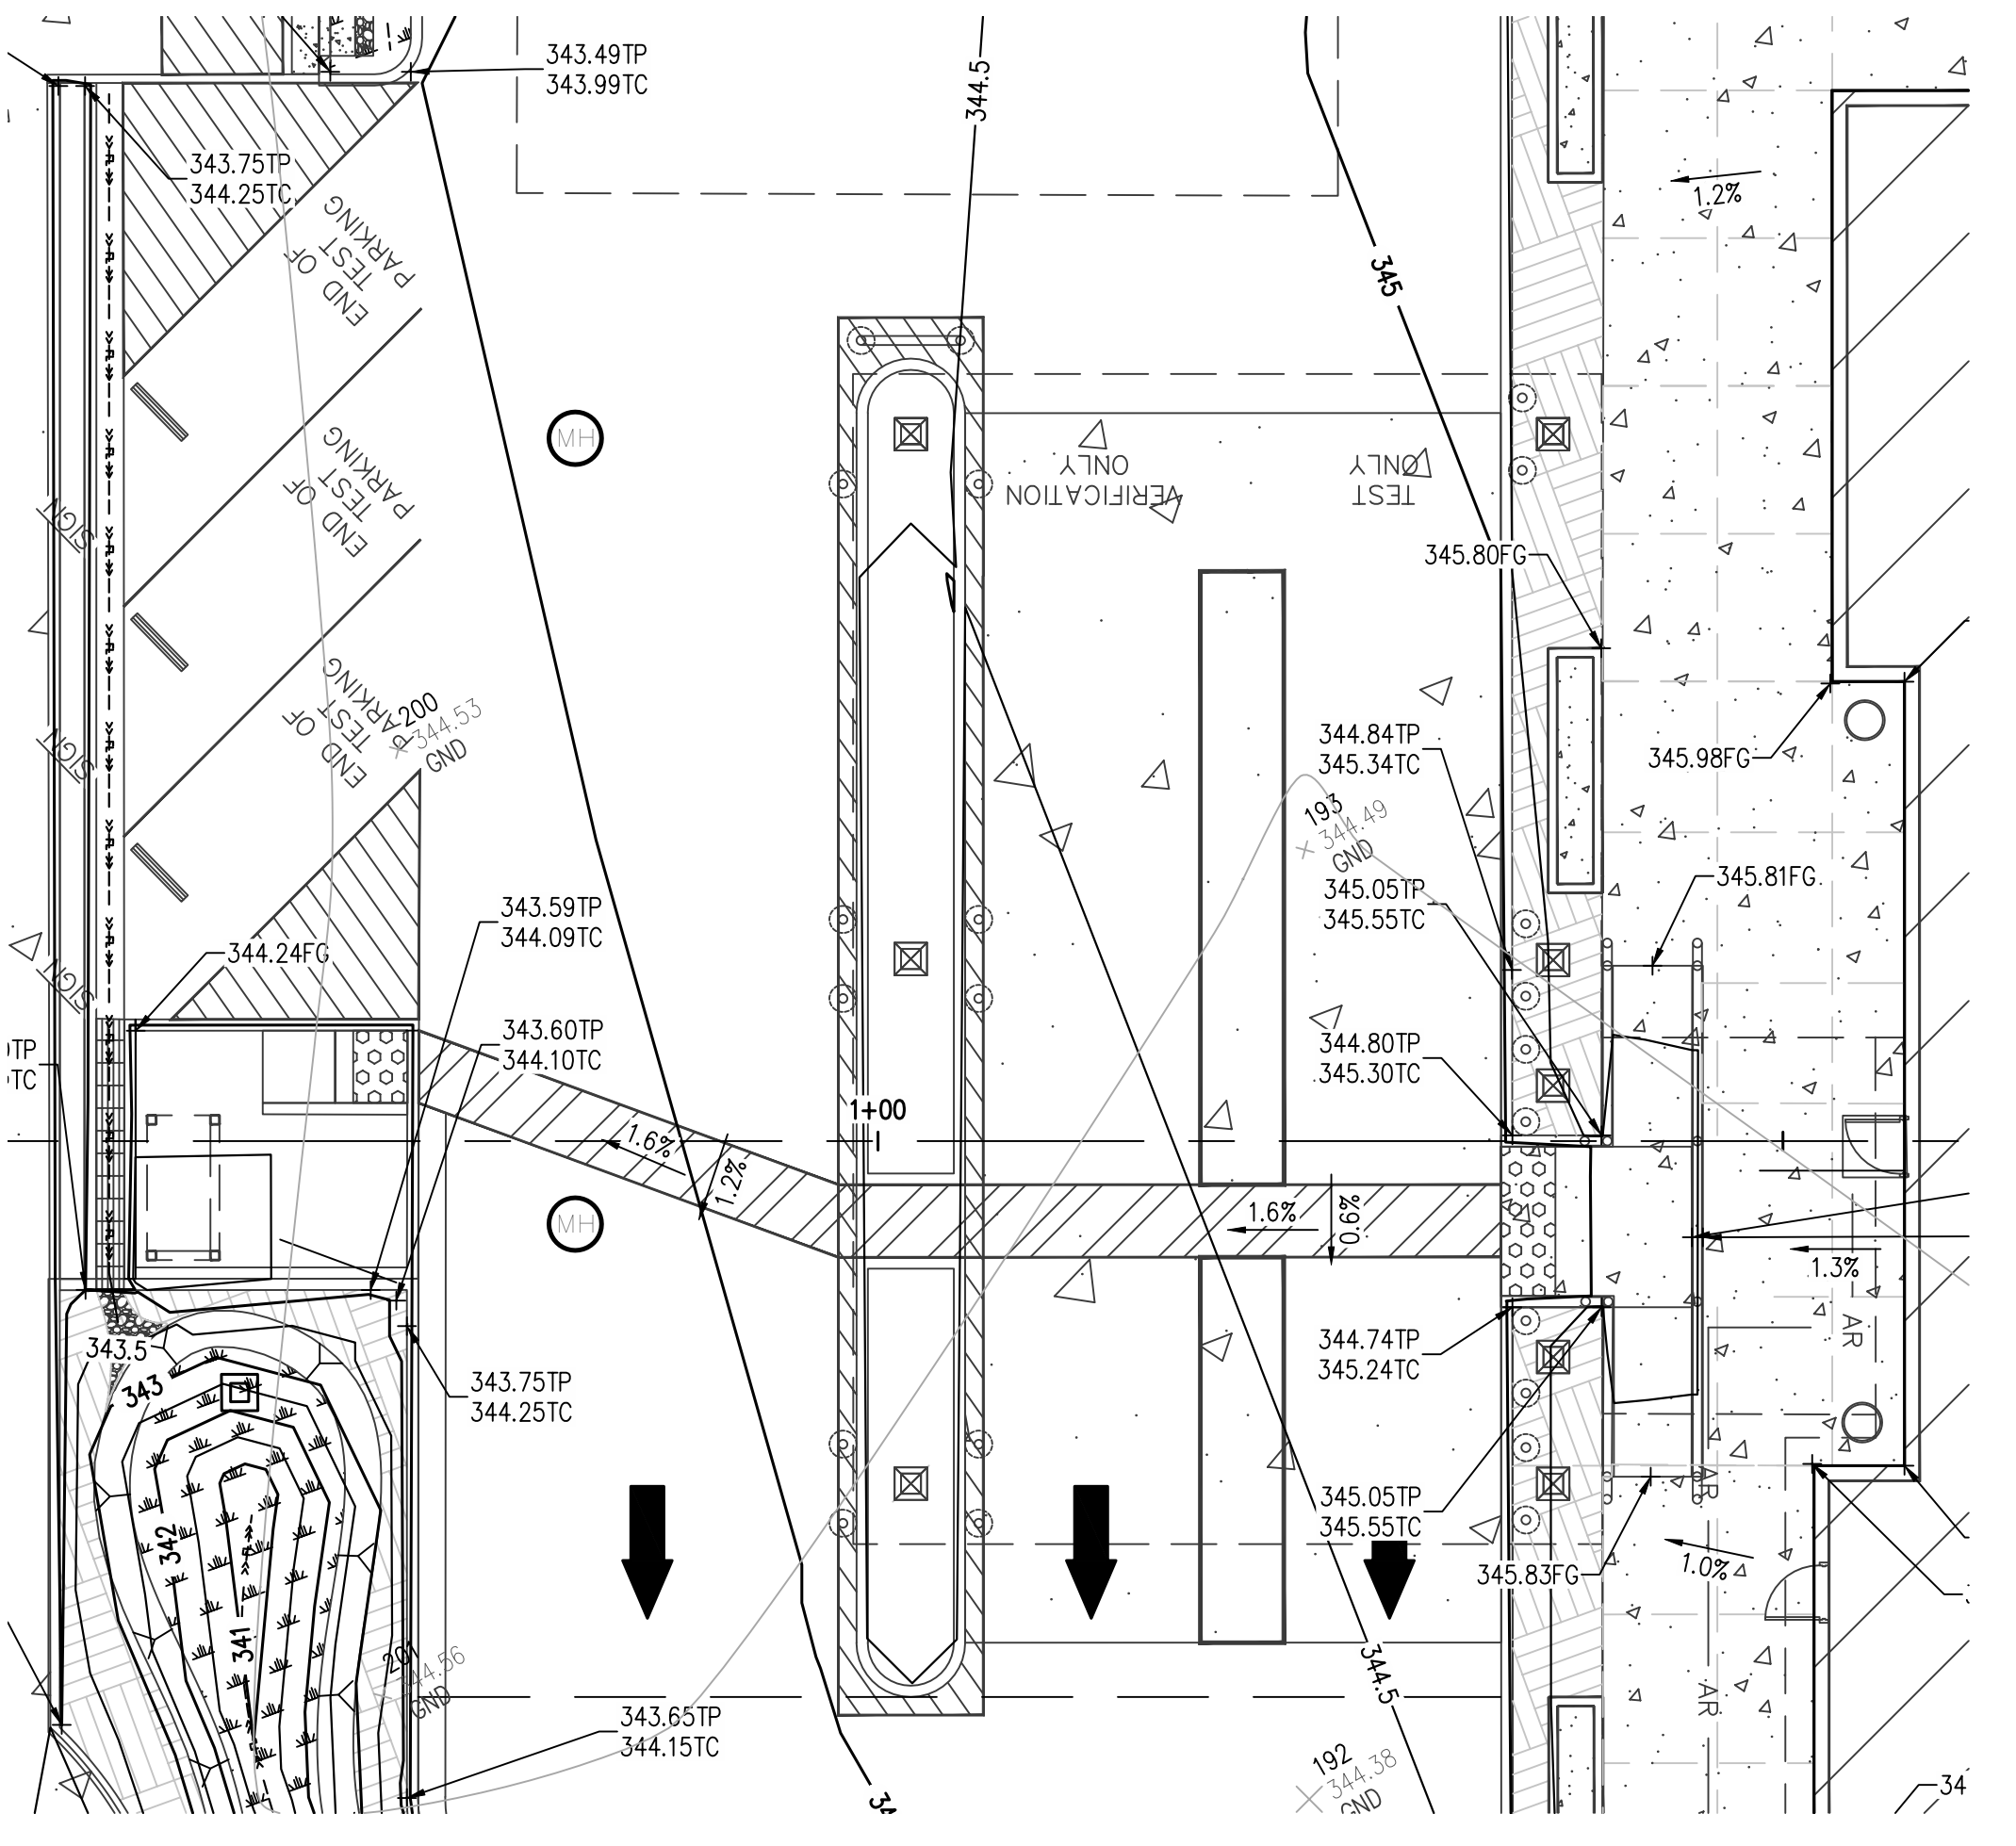 343.49TP
343.99TC
344.5
343.75TP
344.25TC
1.2%
END OF
TEST
PARKING
345
MH
VERIFICATION
ONLY
TEST
ONLY
END OF
TEST
PARKING
SIGN
345.80FG
END OF
TEST
PARKING
200
344.53
GND
SIGN
344.84TP
345.34TC
345.98FG
193
344.49
GND
345.05TP
345.55TC
345.81FG
343.59TP
344.09TC
344.24FG
SIGN
343.60TP
344.10TC
344.80TP
345.30TC
TP
TC
1+00
1.6%
1.2%
MH
1.6%
0.6%
1.3%
AR
343.5
343
344.74TP
345.24TC
343.75TP
344.25TC
342
341
345.05TP
345.55TC
AR
345.83FG
1.0%
201
344.56
GND
344.5
AR
343.65TP
344.15TC
192
344.38
GND
34
34